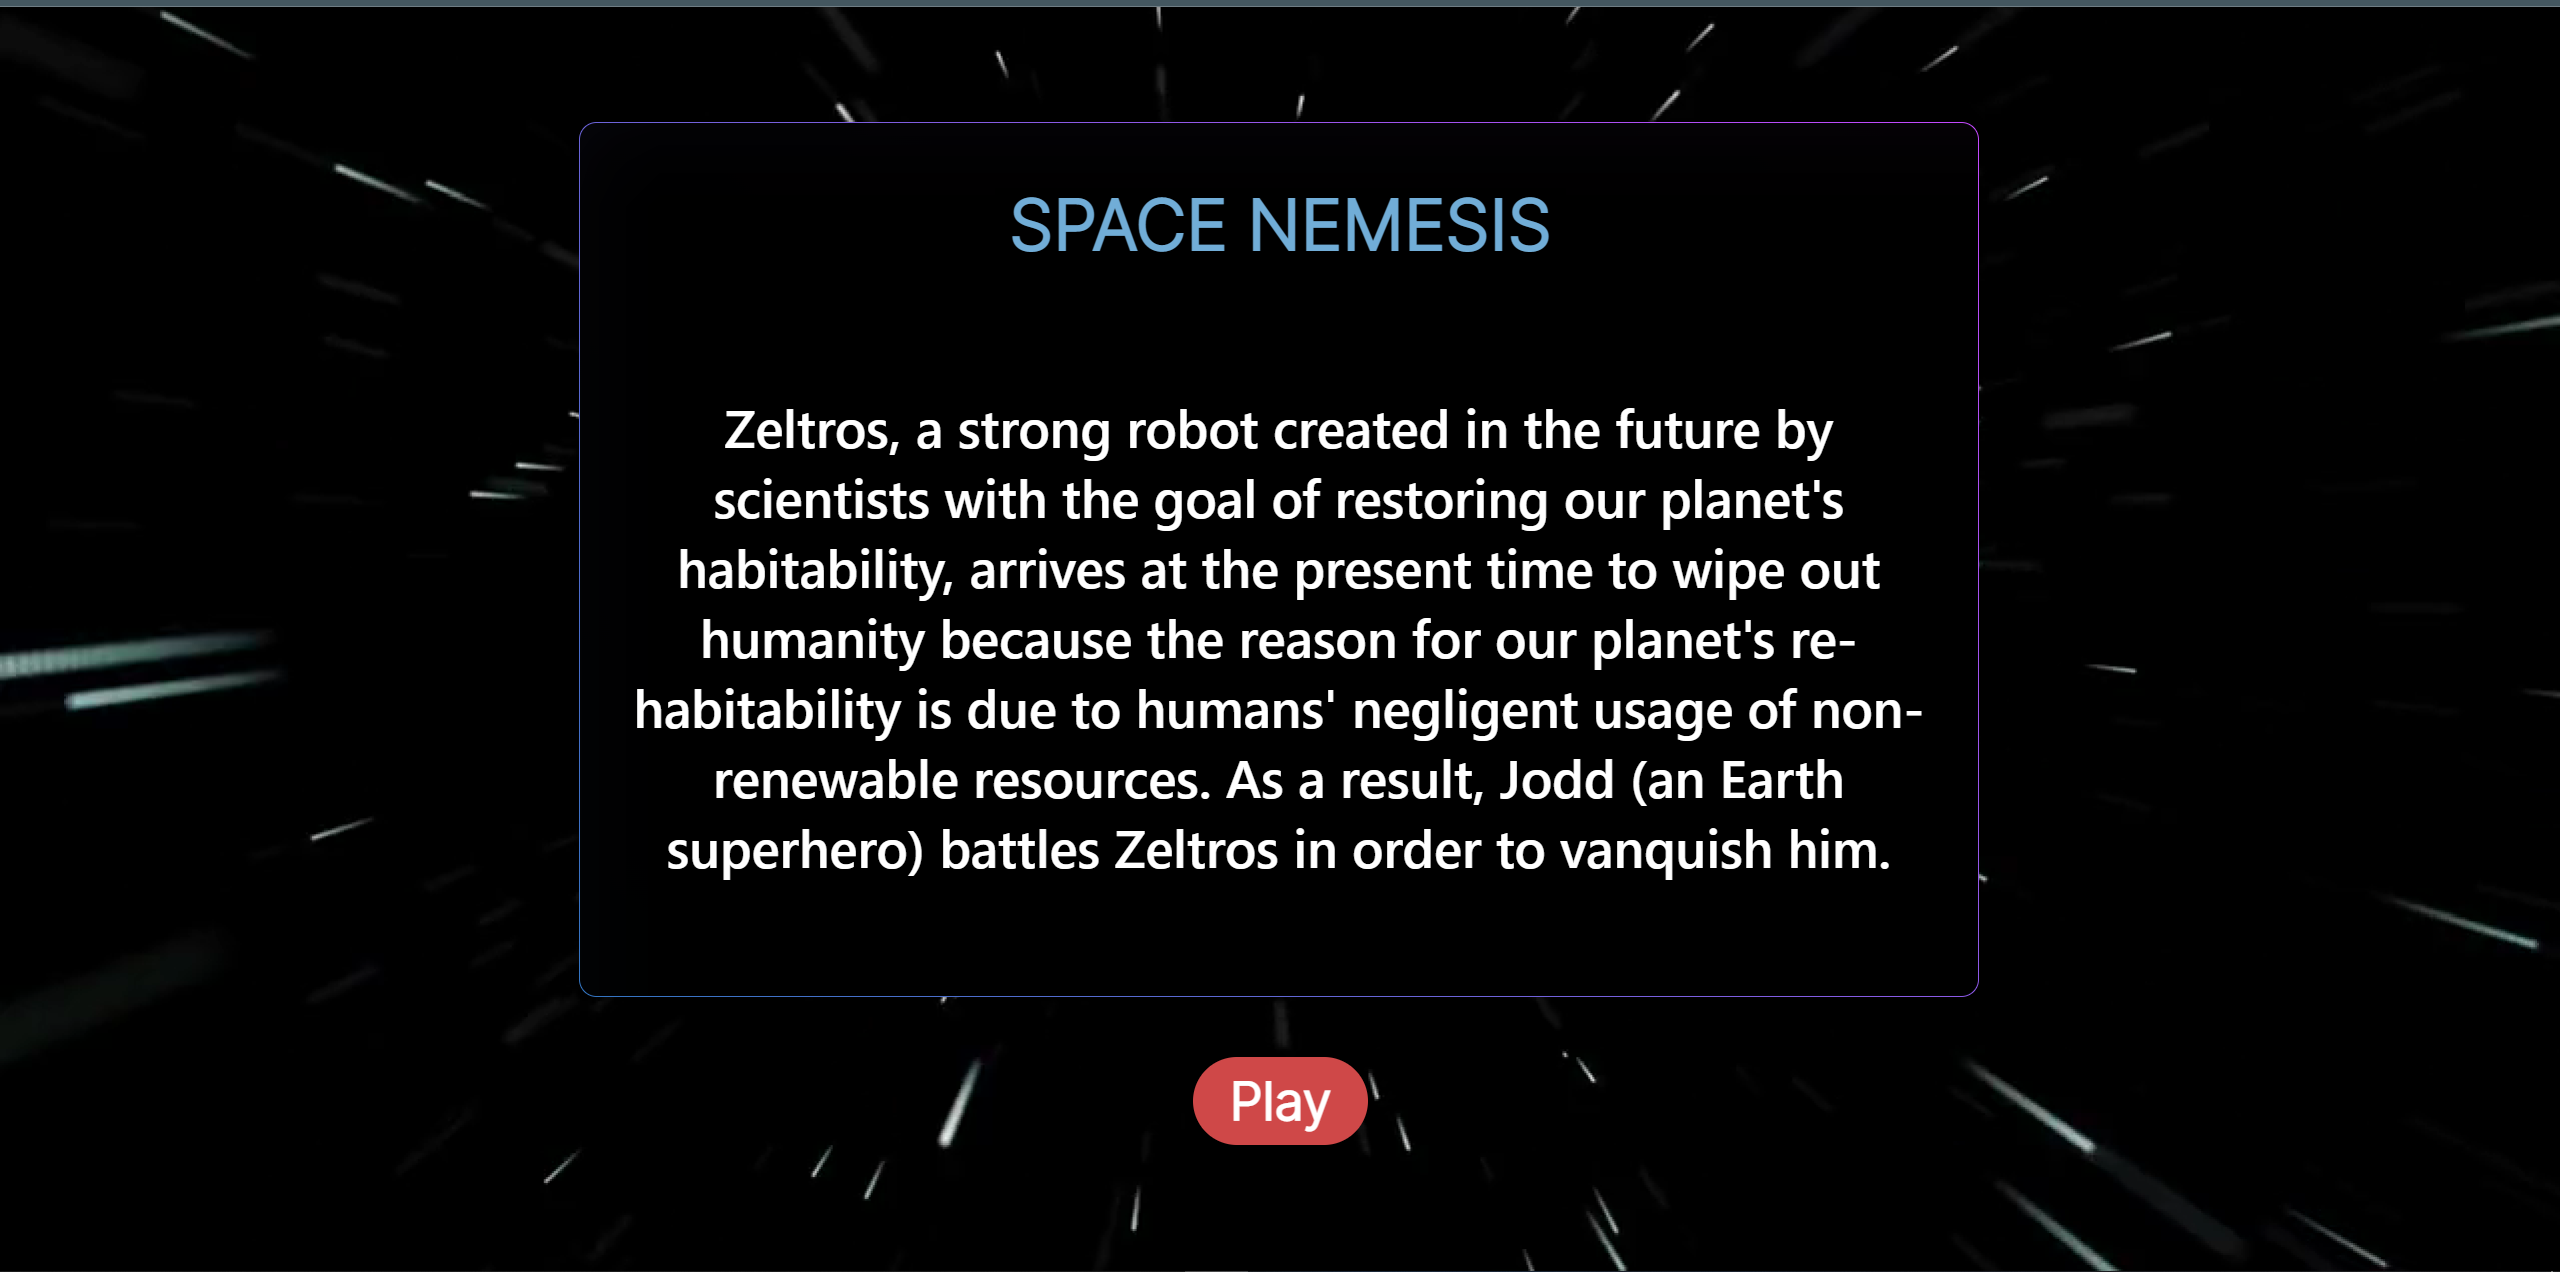 SPACE NEMESIS
Zeltros, a strong robot created in the future by
scientists with the goal of restoring our planet's
habitability, arrives at the present time to wipe out
humanity because the reason for our planet's re-
habitability is due to humans' negligent usage of non-
renewable resources. As a result, Jodd (an Earth
superhero) battles Zeltros in order to vanquish him.
Play